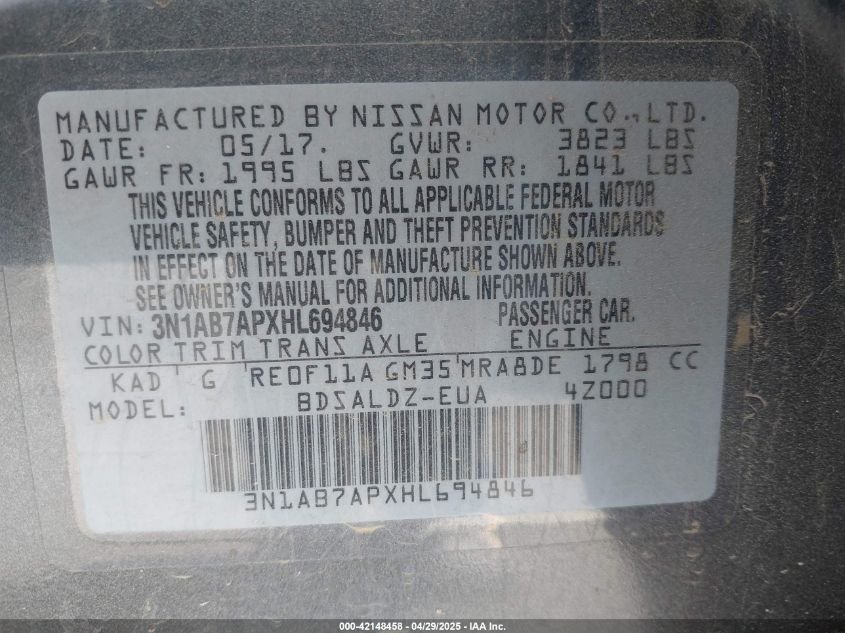 MANUFACTURED BY NISSAN MOTOR CO., LTD.
DATE: 05/17. GVWR: 3823 LBS
GAWR FR: 1995 LBS GAWR RR: 1841 LBS
THIS VEHICLE CONFORMS TO ALL APPLICABLE FEDERAL MOTOR
VEHICLE SAFETY, BUMPER AND THEFT PREVENTION STANDARDS
IN EFFECT ON THE DATE OF MANUFACTURE SHOWN ABOVE.
SEE OWNER'S MANUAL FOR ADDITIONAL INFORMATION.
VIN: 3N1AB7APXHL694846 PASSENGER CAR.
COLOR TRIM TRANS AXLE ENGINE
KAD G RE0F11A GM35 MRA8DE 1798 CC
MODEL: BDSALDZ-EUA 4Z000
3N1AB7APXHL694846
000-42148458 - 04/29/2025 - IAA Inc.